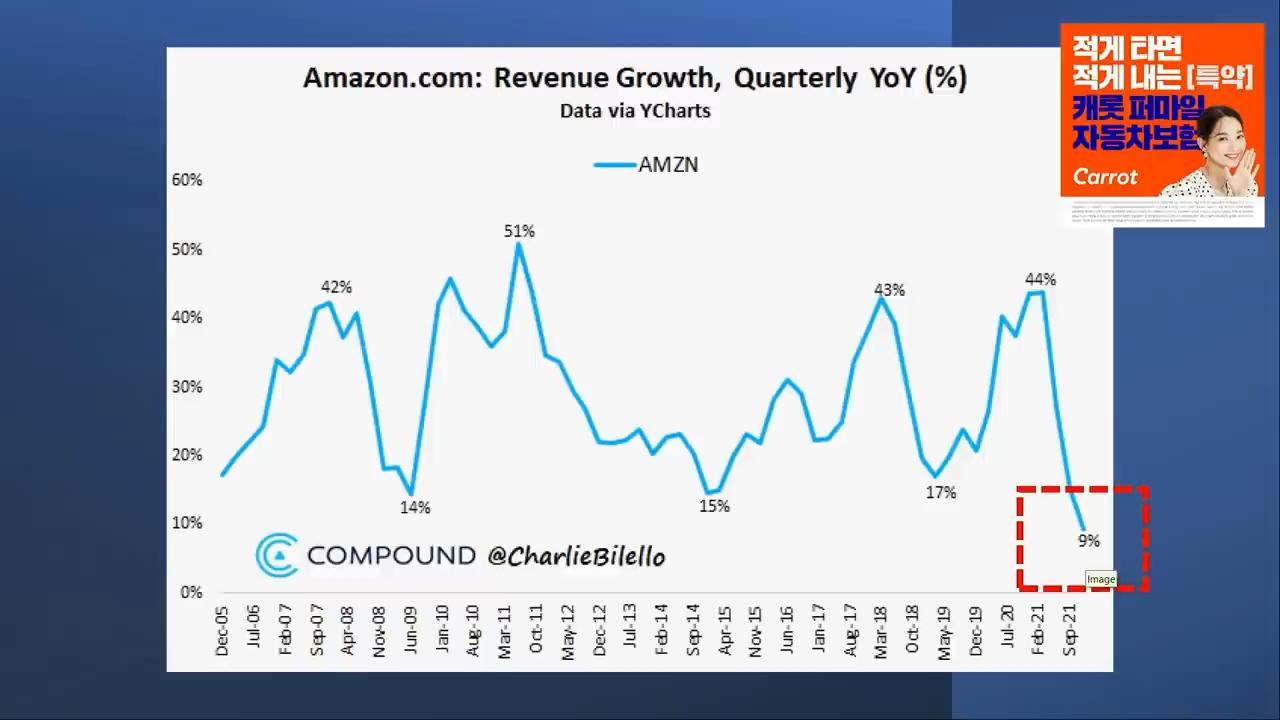 Amazon.com: Revenue Growth, Quarterly YoY (%)
Data via YCharts
AMZN
60%
50%
40%
30%
20%
10%
0%
42%
14%
51%
15%
43%
17%
44%
9%
Image
COMPOUND @CharlieBilello
Dec-05
Jul-06
Feb-07
Sep-07
Apr-08
Nov-08
Jun-09
Jan-10
Aug-10
Mar-11
Oct-11
May-12
Dec-12
Jul-13
Feb-14
Sep-14
Apr-15
Nov-15
Jun-16
Jan-17
Aug-17
Mar-18
Oct-18
May-19
Dec-19
Jul-20
Feb-21
Sep-21
적게 타면
적게 내는 [특약]
캐롯 퍼마일
자동차보험
Carrot